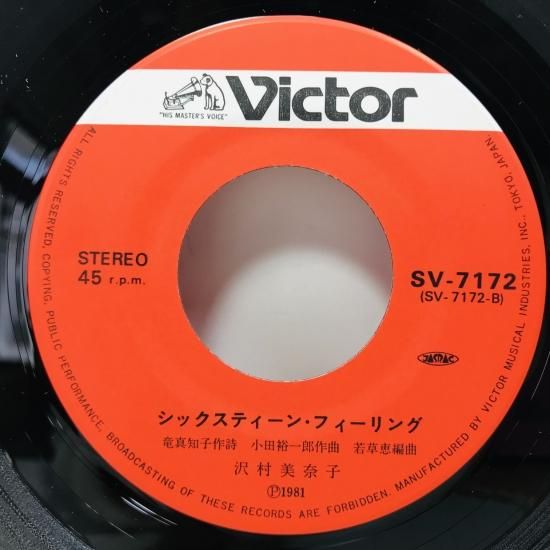 Victor
"HIS MASTER'S VOICE"
STEREO
45 r.p.m.
SV-7172
(SV-7172-B)
JASRAC
シックスティーン・フィーリング
竜真知子作詩 小田裕一郎作曲 若草恵編曲
沢村美奈子
Ⓟ1981
ALL RIGHTS RESERVED, COPYING, PUBLIC PERFORMANCE, BROADCASTING OF THESE RECORDS ARE FORBIDDEN. MANUFACTURED BY VICTOR MUSICAL INDUSTRIES, INC., TOKYO, JAPAN.